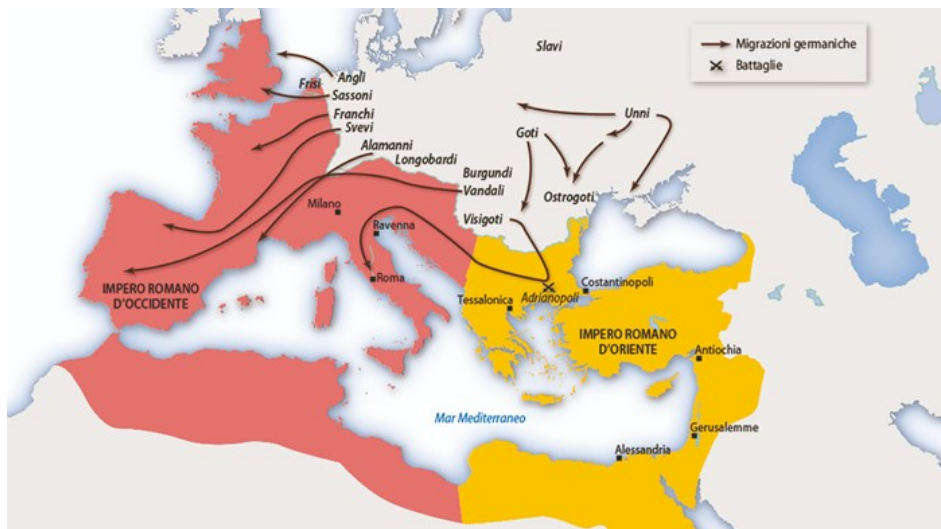 Slavi
Migrazioni germaniche
Battaglie
Frisi
Angli
Sassoni
Franchi
Svevi
Unni
Goti
Alamanni
Longobardi
Burgundi
Vandali
Ostrogoti
Visigoti
Milano
Ravenna
Roma
IMPERO ROMANO
D'OCCIDENTE
Costantinopoli
Adrianopoli
Tessalonica
IMPERO ROMANO
D'ORIENTE
Antiochia
Mar Mediterraneo
Gerusalemme
Alessandria